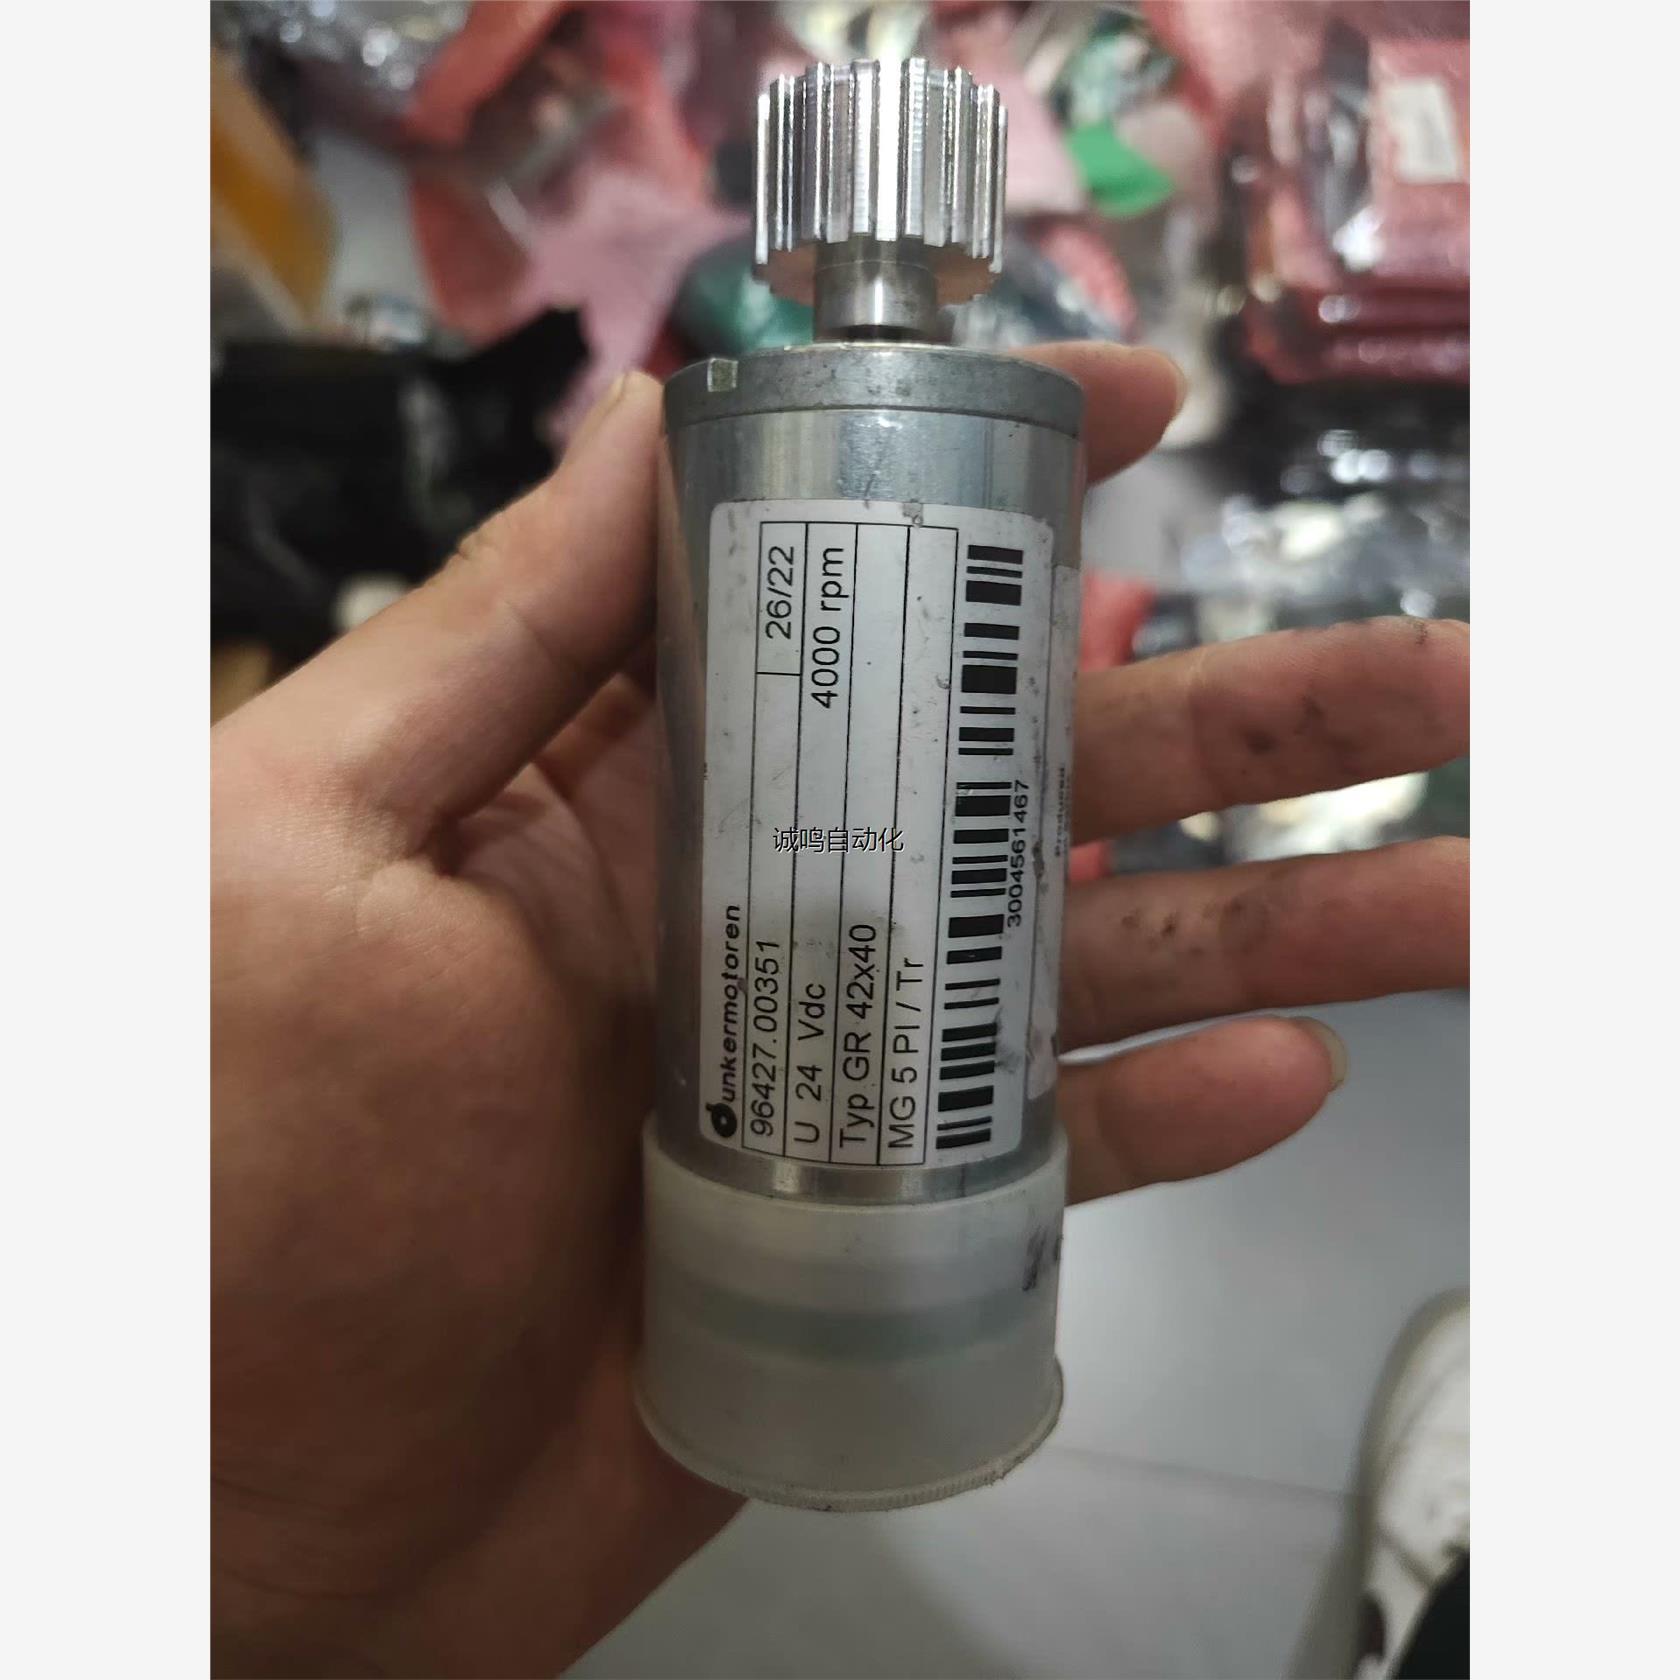 Dunkermotoren
96427.00351 26/22
U 24 Vdc 4000 rpm
Typ GR 42x40
MG 5 PI / Tr
3004561467
Produced
诚鸣自动化